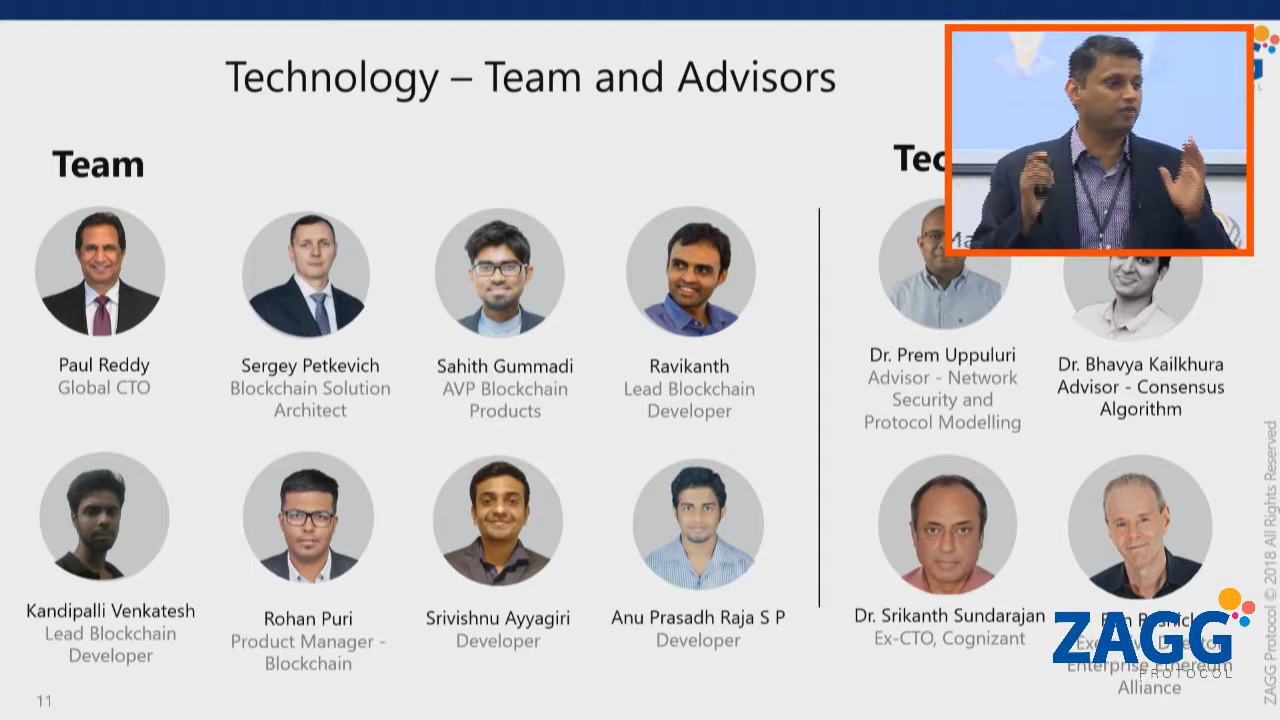 Technology – Team and Advisors
Team
Paul Reddy
Global CTO
Sergey Petkevich
Blockchain Solution
Architect
Sahith Gummadi
AVP Blockchain
Products
Ravikanth
Lead Blockchain
Developer
Kandipalli Venkatesh
Lead Blockchain
Developer
Rohan Puri
Product Manager -
Blockchain
Srivishnu Ayyagiri
Developer
Anu Prasadh Raja S P
Developer
Dr. Prem Uppuluri
Advisor - Network
Security and
Protocol Modelling
Dr. Bhavya Kailkhura
Advisor - Consensus
Algorithm
Dr. Srikanth Sundarajan
Ex-CTO, Cognizant
Enterprise Ethereum
Alliance
ZAGG
PROTOCOL
ZAGG Protocol © 2018 All Rights Reserved
11